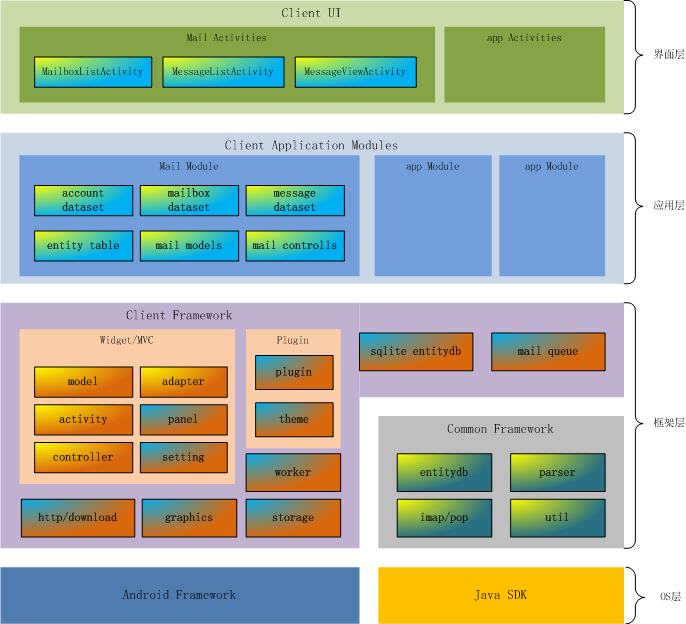 Client UI
Mail Activities
app Activities
MailboxListActivity
MessageListActivity
MessageViewActivity
界面层
Client Application Modules
Mail Module
app Module
app Module
account
dataset
mailbox
dataset
message
dataset
entity table
mail models
mail controlls
应用层
Client Framework
Widget/MVC
Plugin
sqlite entitydb
mail queue
model
adapter
plugin
activity
panel
theme
controller
setting
worker
http/download
graphics
storage
Common Framework
entitydb
parser
imap/pop
util
框架层
Android Framework
Java SDK
OS层